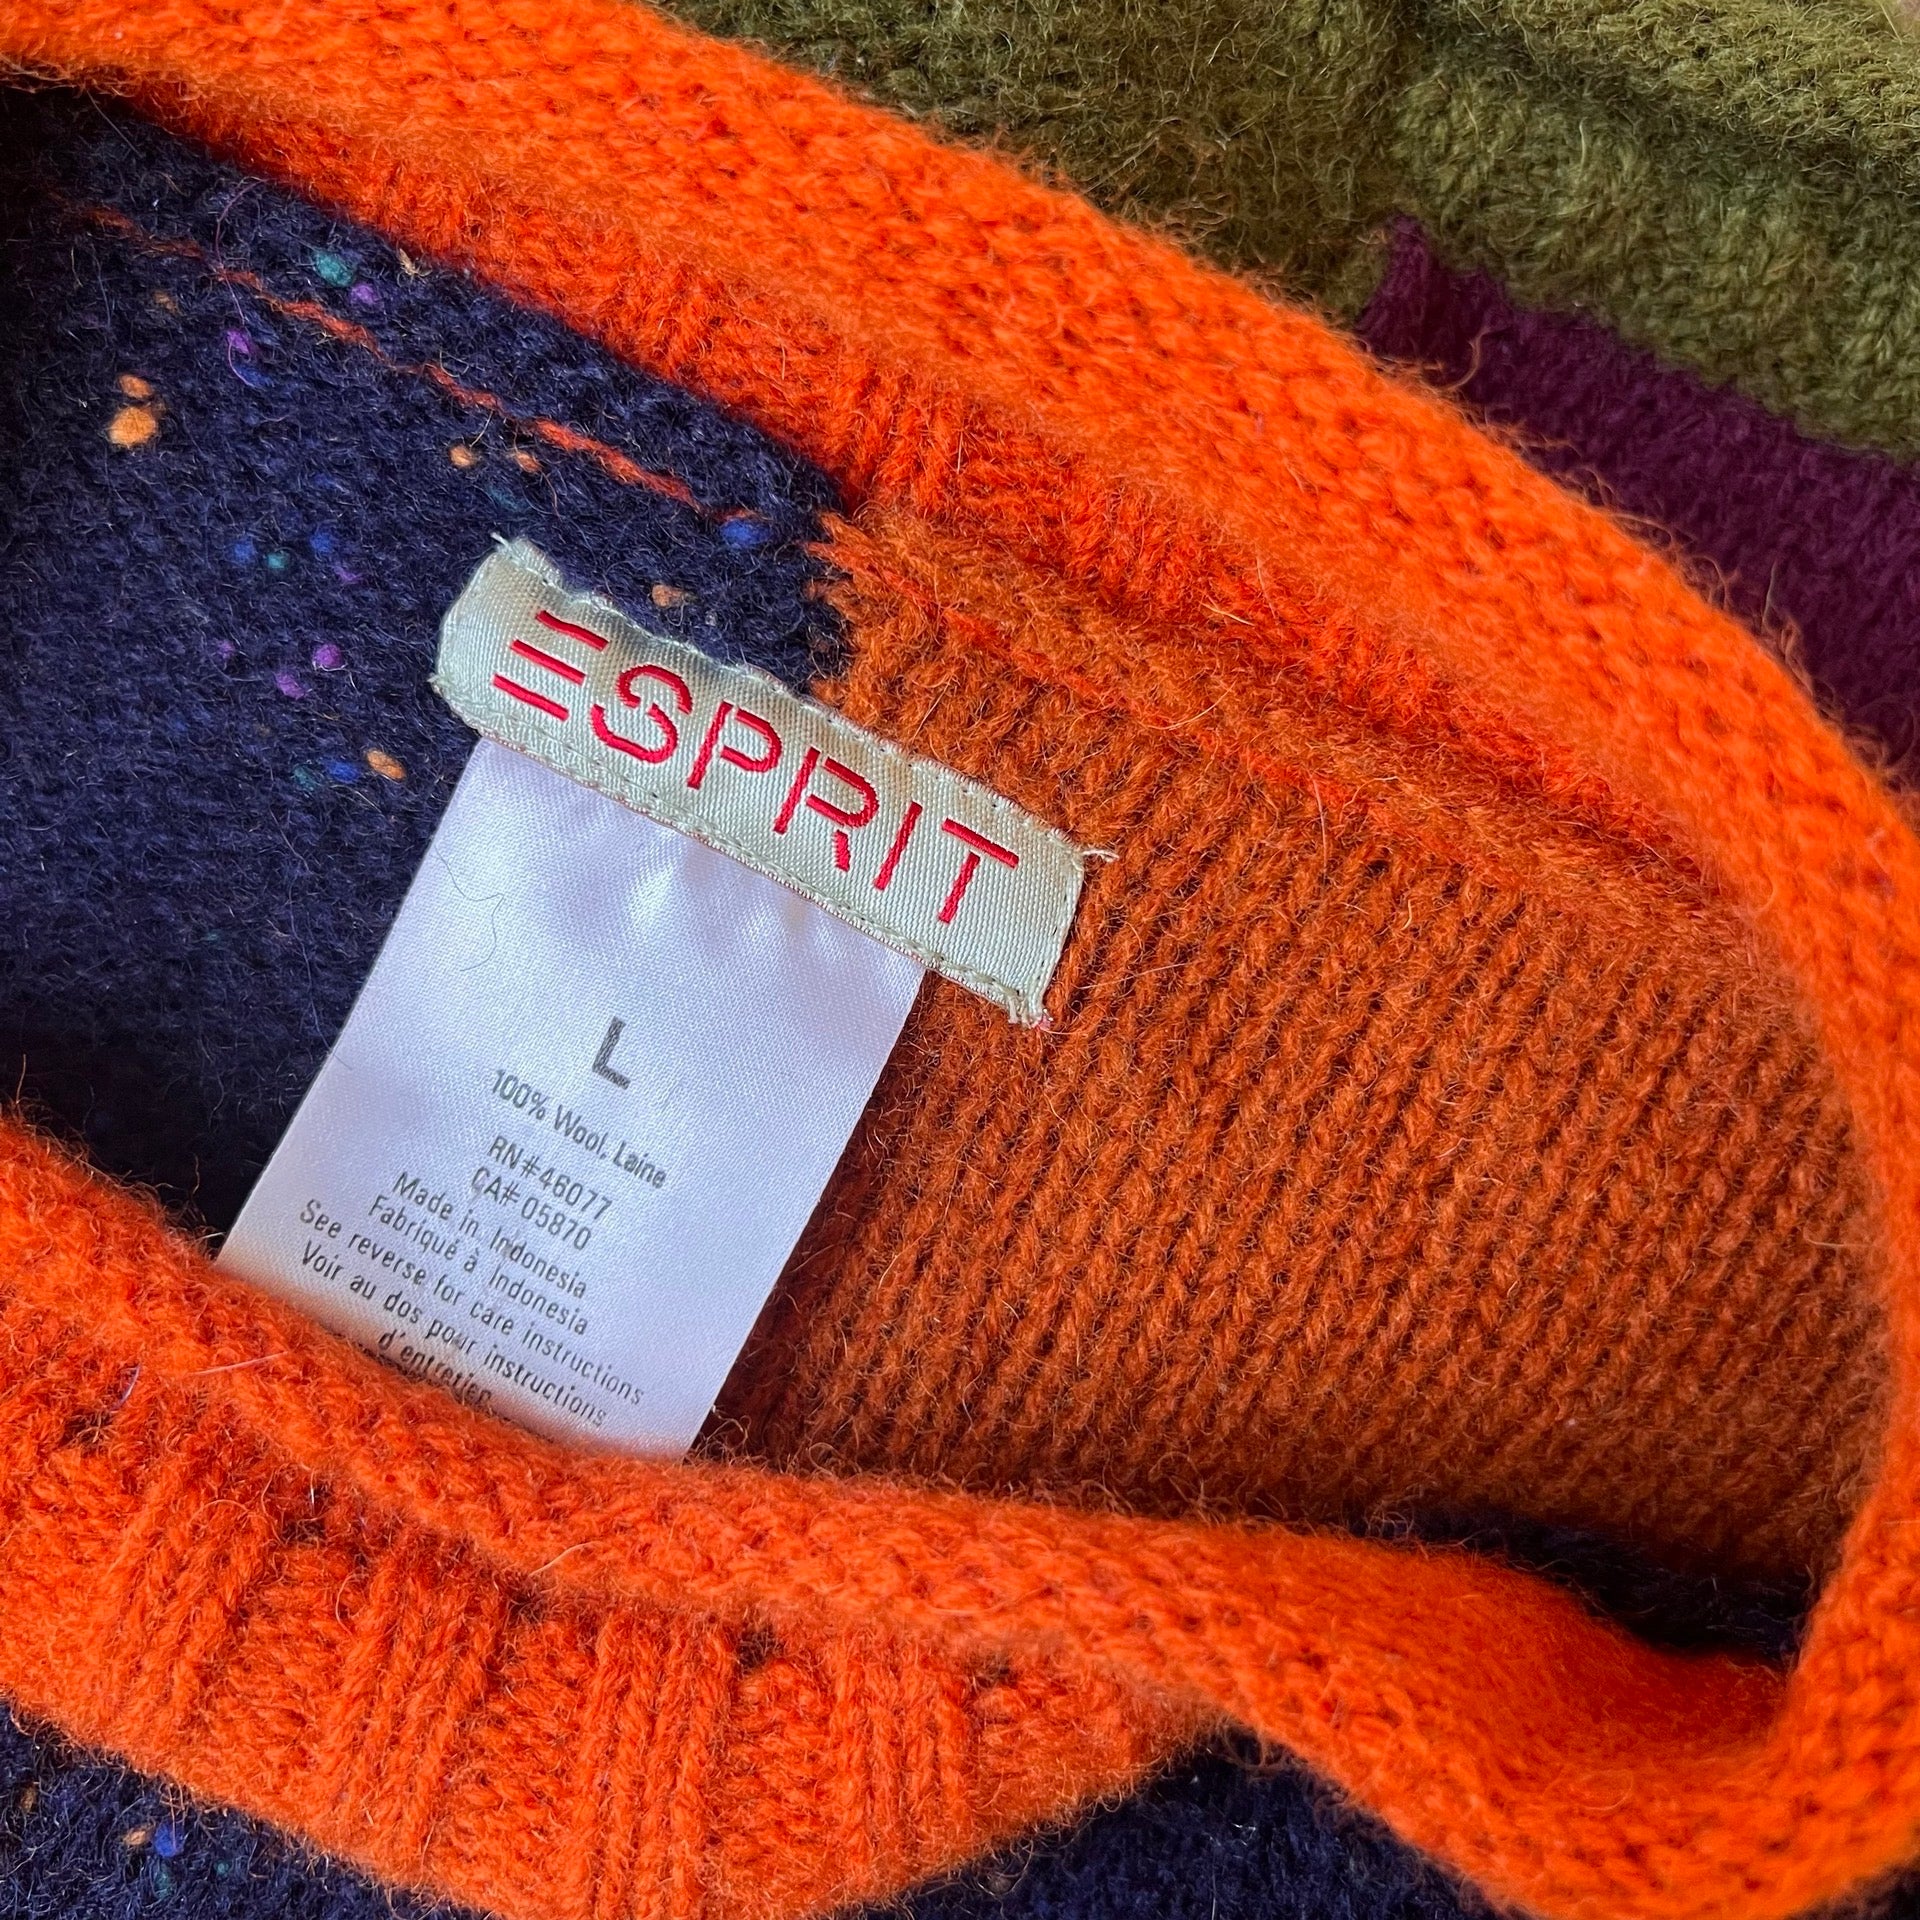 ESPRIT
L
100% Wool, Laine
RN#46077
CA#05870
Made in Indonesia
Fabriqué à Indonesia
See reverse for care instructions
Voir au dos pour instructions
d'entretien